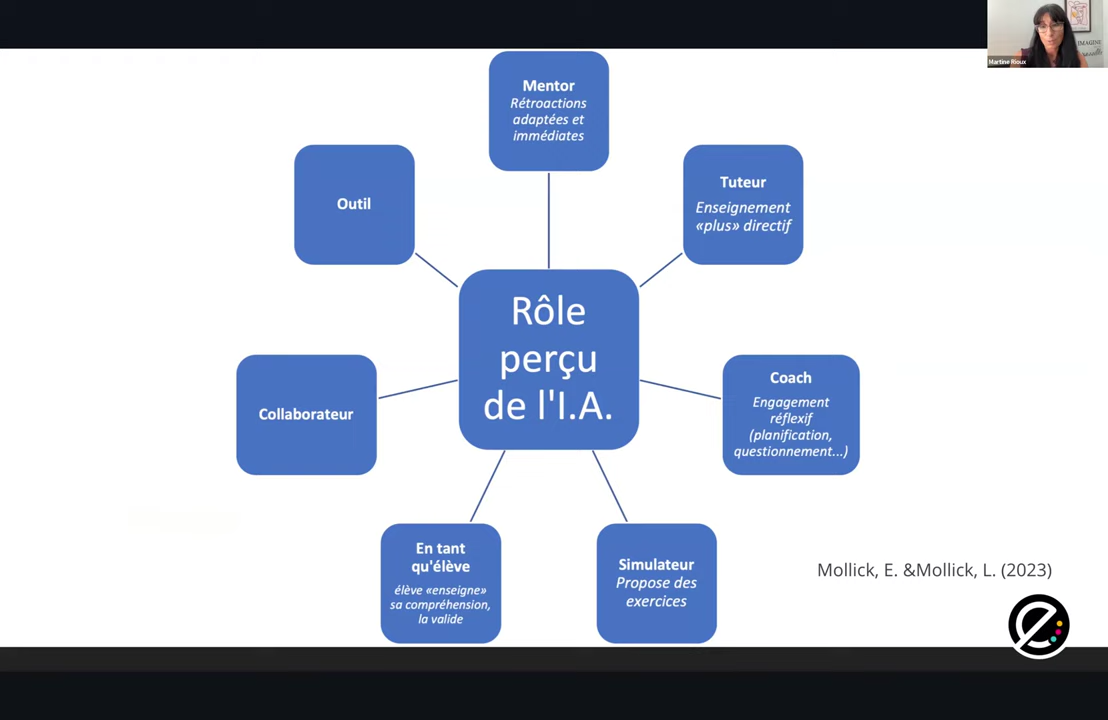 Mentor
Rétroactions
adaptées et
immédiates
Outil
Tuteur
Enseignement
«plus» directif
Rôle
perçu
de l'I.A.
Collaborateur
Coach
Engagement
réflexif
(planification,
questionnement...)
En tant
qu'élève
élève «enseigne»
sa compréhension,
la valide
Simulateur
Propose des
exercices
Mollick, E. &Mollick, L. (2023)
Martine Rioux
IMAGINE